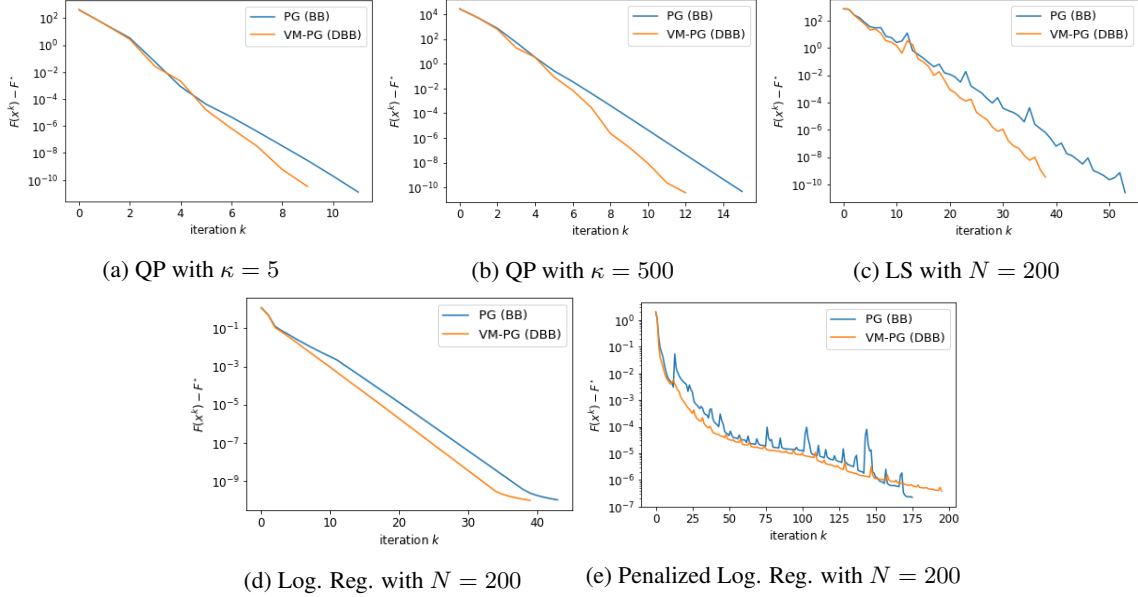 PG (BB)
VM-PG (DBB)
10^2
10^0
10^-2
10^-4
10^-6
10^-8
10^-10
F(x^k) − F*
0 2 4 6 8 10
iteration k
(a) QP with κ = 5
PG (BB)
VM-PG (DBB)
10^4
10^2
10^0
10^-2
10^-4
10^-6
10^-8
10^-10
F(x^k) − F*
0 2 4 6 8 10 12 14
iteration k
(b) QP with κ = 500
PG (BB)
VM-PG (DBB)
10^2
10^0
10^-2
10^-4
10^-6
10^-8
10^-10
F(x^k) − F*
0 10 20 30 40 50
iteration k
(c) LS with N = 200
PG (BB)
VM-PG (DBB)
10^-1
10^-3
10^-5
10^-7
10^-9
F(x^k) − F*
0 10 20 30 40
iteration k
(d) Log. Reg. with N = 200
PG (BB)
VM-PG (DBB)
10^0
10^-1
10^-2
10^-3
10^-4
10^-5
10^-6
10^-7
F(x^k) − F*
0 25 50 75 100 125 150 175 200
iteration k
(e) Penalized Log. Reg. with N = 200